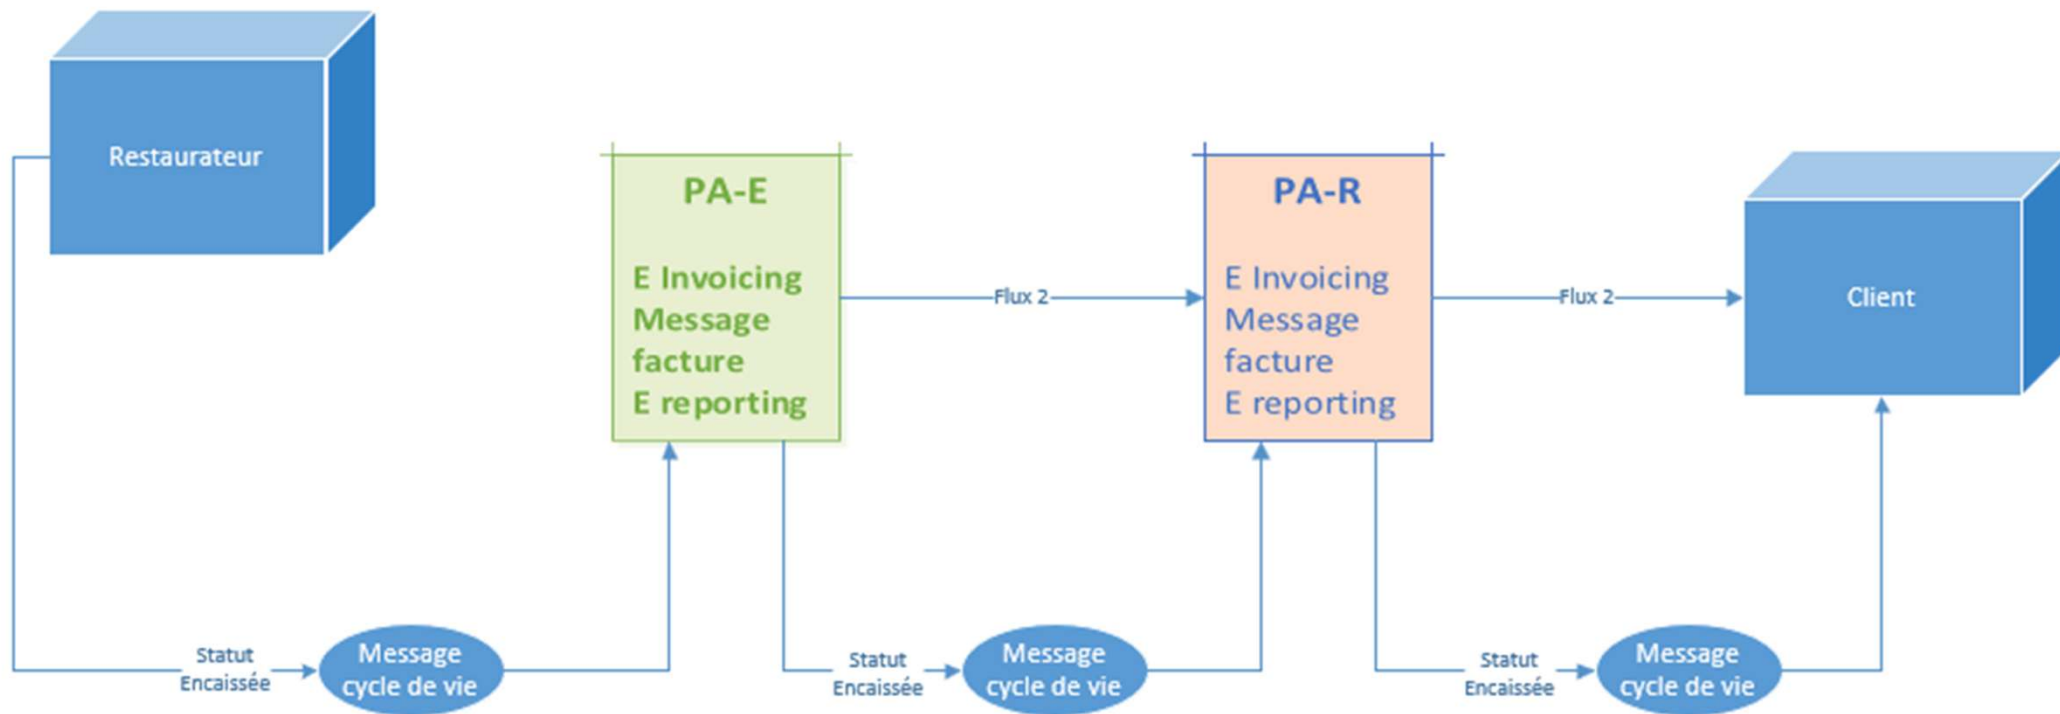 Restaurateur
PA-E
E Invoicing
Message
facture
E reporting
Flux 2
PA-R
E Invoicing
Message
facture
E reporting
Flux 2
Client
Statut
Encaissée
Message
cycle de vie
Statut
Encaissée
Message
cycle de vie
Statut
Encaissée
Message
cycle de vie